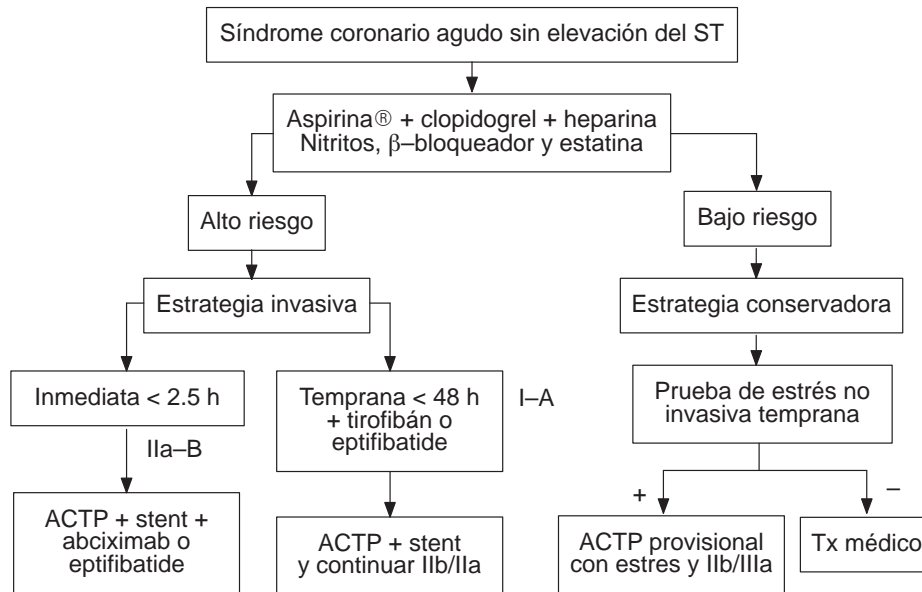 Síndrome coronario agudo sin elevación del ST
Aspirina® + clopidogrel + heparina
Nitritos, β–bloqueador y estatina
Alto riesgo
Bajo riesgo
Estrategia invasiva
Estrategia conservadora
Inmediata < 2.5 h
Temprana < 48 h
+ tirofibán o
eptifibatide
I–A
Prueba de estrés no
invasiva temprana
IIa–B
+
–
ACTP + stent +
abciximab o
eptifibatide
ACTP + stent
y continuar IIb/IIa
ACTP provisional
con estres y IIb/IIIa
Tx médico